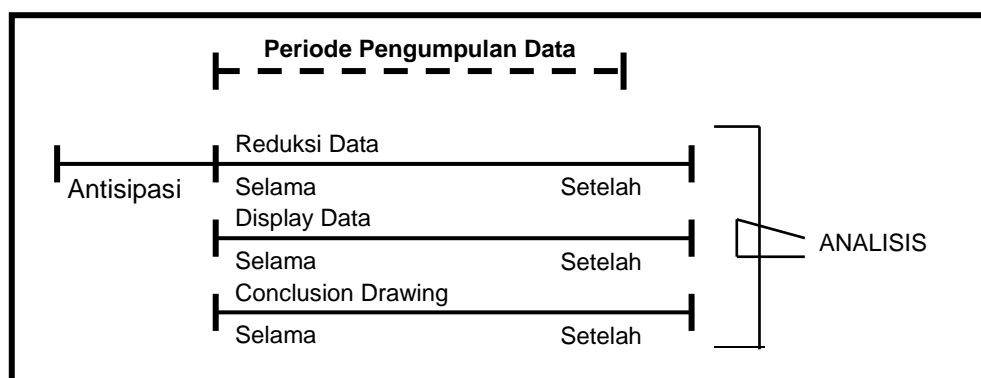 Periode Pengumpulan Data
Reduksi Data
Antisipasi
Selama Setelah
Display Data
Selama Setelah
ANALISIS
Conclusion Drawing
Selama Setelah